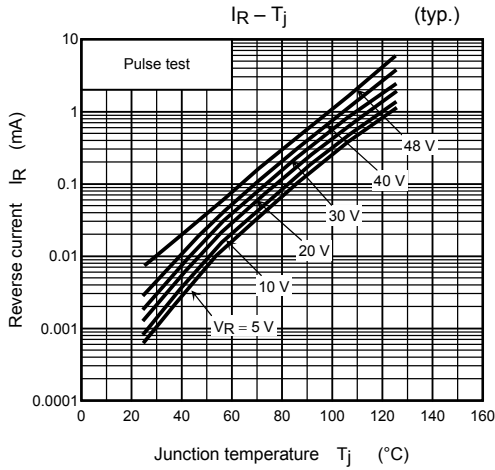 IR – Tj (typ.)
10
Pulse test
1
0.1
0.01
0.001
0.0001
Reverse current IR (mA)
48 V
40 V
30 V
20 V
10 V
VR = 5 V
0 20 40 60 80 100 120 140 160
Junction temperature Tj (°C)